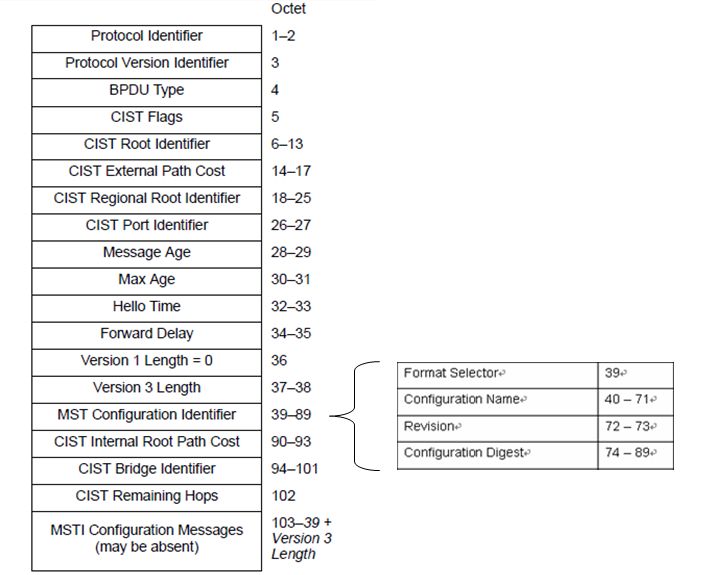 Octet
Protocol Identifier 1–2
Protocol Version Identifier 3
BPDU Type 4
CIST Flags 5
CIST Root Identifier 6–13
CIST External Path Cost 14–17
CIST Regional Root Identifier 18–25
CIST Port Identifier 26–27
Message Age 28–29
Max Age 30–31
Hello Time 32–33
Forward Delay 34–35
Version 1 Length = 0 36
Version 3 Length 37–38
MST Configuration Identifier 39–89
CIST Internal Root Path Cost 90–93
CIST Bridge Identifier 94–101
CIST Remaining Hops 102
MSTI Configuration Messages
(may be absent)
103–39 +
Version 3
Length
Format Selector 39
Configuration Name 40 – 71
Revision 72 – 73
Configuration Digest 74 – 89